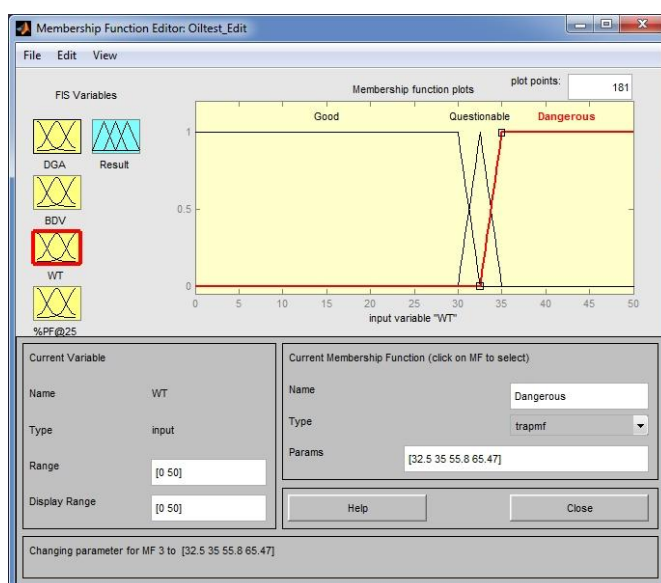 Membership Function Editor: Oiltest_Edit
File Edit View
FIS Variables
Membership function plots
plot points:
181
DGA
Result
BDV
WT
%PF@25
Good
Questionable
Dangerous
1
0.5
0
0 5 10 15 20 25 30 35 40 45 50
input variable "WT"
Current Variable
Name WT
Type input
Range [0 50]
Display Range [0 50]
Current Membership Function (click on MF to select)
Name Dangerous
Type trapmf
Params [32.5 35 55.8 65.47]
Help
Close
Changing parameter for MF 3 to [32.5 35 55.8 65.47]